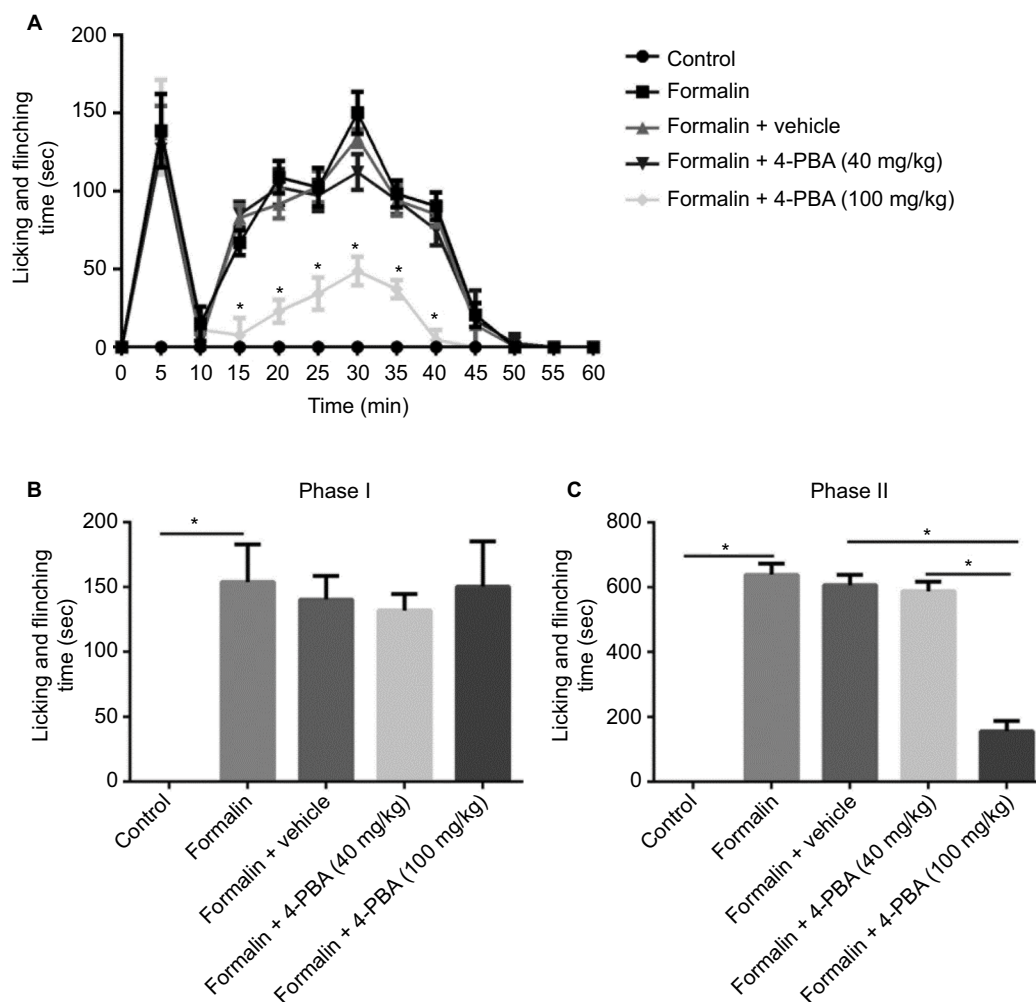 A
Licking and flinching
time (sec)
200
150
100
50
0
*
*
*
*
*
*
0 5 10 15 20 25 30 35 40 45 50 55 60
Time (min)
Control
Formalin
Formalin + vehicle
Formalin + 4-PBA (40 mg/kg)
Formalin + 4-PBA (100 mg/kg)
B
Phase I
Licking and flinching
time (sec)
200
150
100
50
0
*
Control
Formalin
Formalin + vehicle
Formalin + 4-PBA (40 mg/kg)
Formalin + 4-PBA (100 mg/kg)
C
Phase II
Licking and flinching
time (sec)
800
600
400
200
0
*
*
*
Control
Formalin
Formalin + vehicle
Formalin + 4-PBA (40 mg/kg)
Formalin + 4-PBA (100 mg/kg)